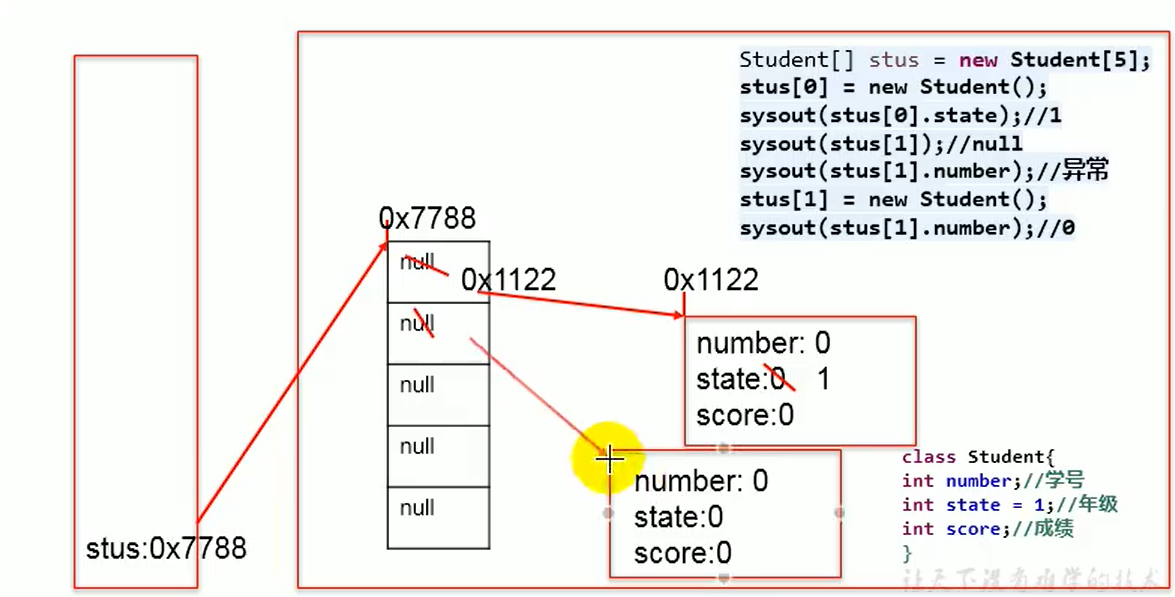 Student[] stus = new Student[5];
stus[0] = new Student();
sysout(stus[0].state);//1
sysout(stus[1]);//null
sysout(stus[1].number);//异常
stus[1] = new Student();
sysout(stus[1].number);//0
0x7788
null
0x1122
0x1122
null
number: 0
state:0 1
score:0
null
null
null
number: 0
state:0
score:0
class Student{
int number;//学号
int state = 1;//年级
int score;//成绩
}
stus:0x7788
让天下没有难学的技术